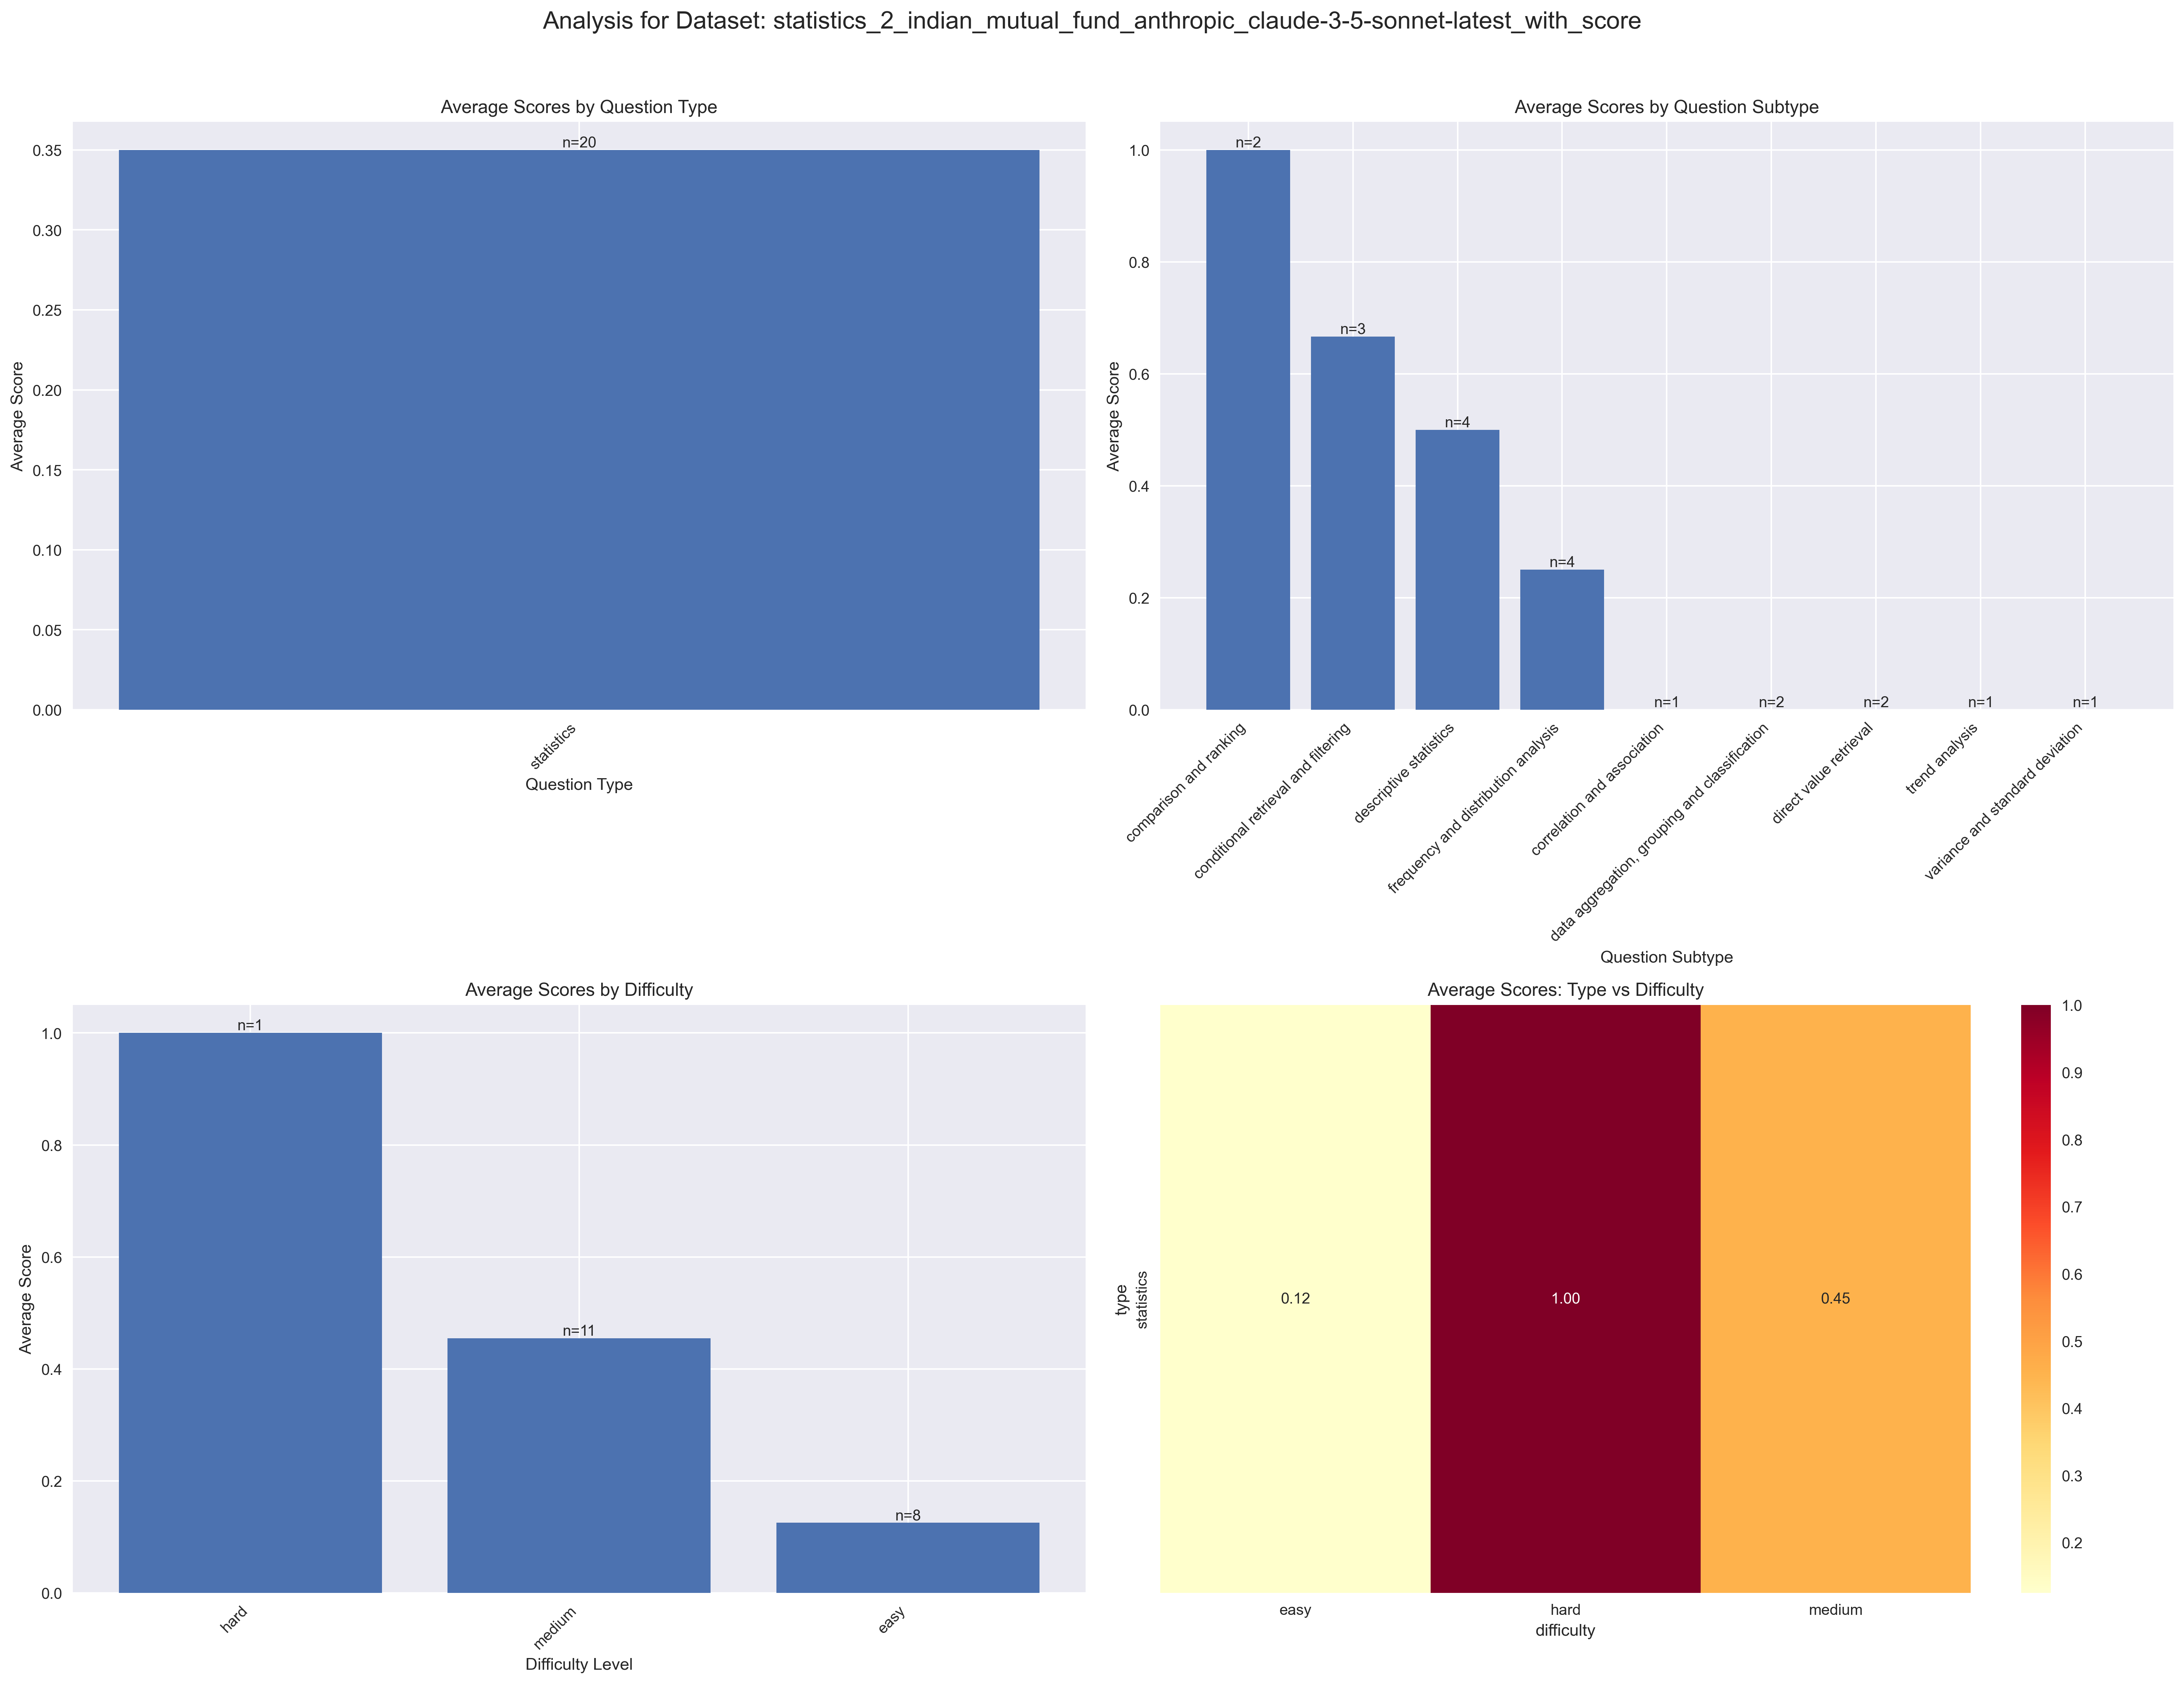 Analysis for Dataset: statistics_2_indian_mutual_fund_anthropic_claude-3-5-sonnet-latest_with_score
Average Scores by Question Type
n=20
0.35
0.30
0.25
0.20
0.15
0.10
0.05
0.00
Average Score
statistics
Question Type
Average Scores by Question Subtype
n=2
n=3
n=4
n=4
n=1
n=2
n=2
n=1
n=1
1.0
0.8
0.6
0.4
0.2
0.0
Average Score
comparison and ranking
conditional retrieval and filtering
descriptive statistics
frequency and distribution analysis
correlation and association
data aggregation, grouping and classification
direct value retrieval
trend analysis
variance and standard deviation
Question Subtype
Average Scores by Difficulty
n=1
n=11
n=8
1.0
0.8
0.6
0.4
0.2
0.0
Average Score
hard
medium
easy
Difficulty Level
Average Scores: Type vs Difficulty
type
statistics
0.12
1.00
0.45
easy
hard
medium
difficulty
1.0
0.9
0.8
0.7
0.6
0.5
0.4
0.3
0.2